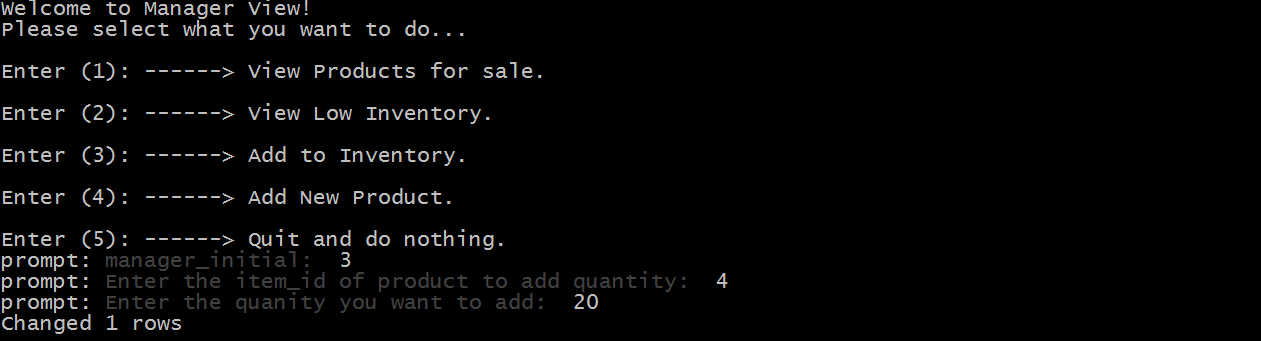 Welcome to Manager View!
Please select what you want to do...
Enter (1): ------> View Products for sale.
Enter (2): ------> View Low Inventory.
Enter (3): ------> Add to Inventory.
Enter (4): ------> Add New Product.
Enter (5): ------> Quit and do nothing.
prompt: manager_initial:  3
prompt: Enter the item_id of product to add quantity:  4
prompt: Enter the quanity you want to add:  20
Changed 1 rows